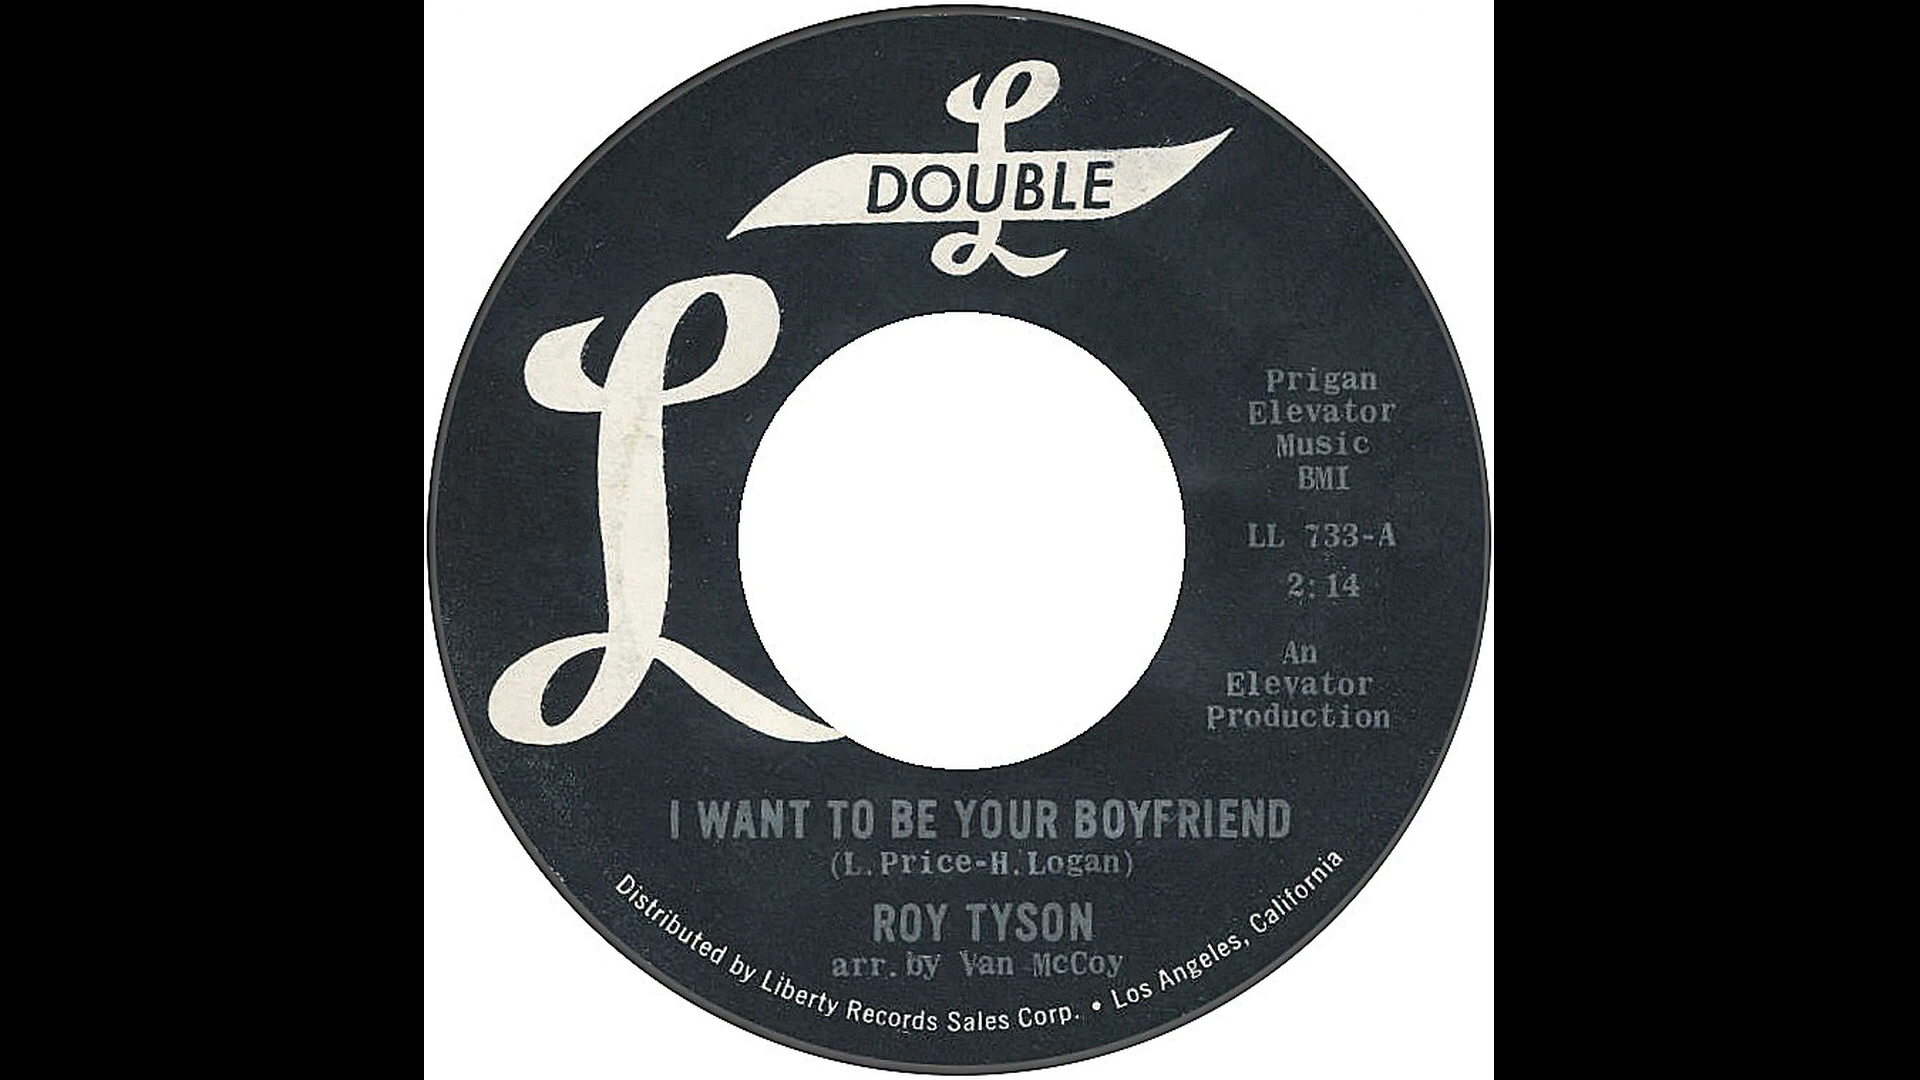 L
DOUBLE
L
Prigan
Elevator
Music
BMI
LL 733-A
2:14
An
Elevator
Production
I WANT TO BE YOUR BOYFRIEND
(L.Price-H.Logan)
ROY TYSON
arr.by Van McCoy
Distributed by Liberty Records Sales Corp. • Los Angeles, California